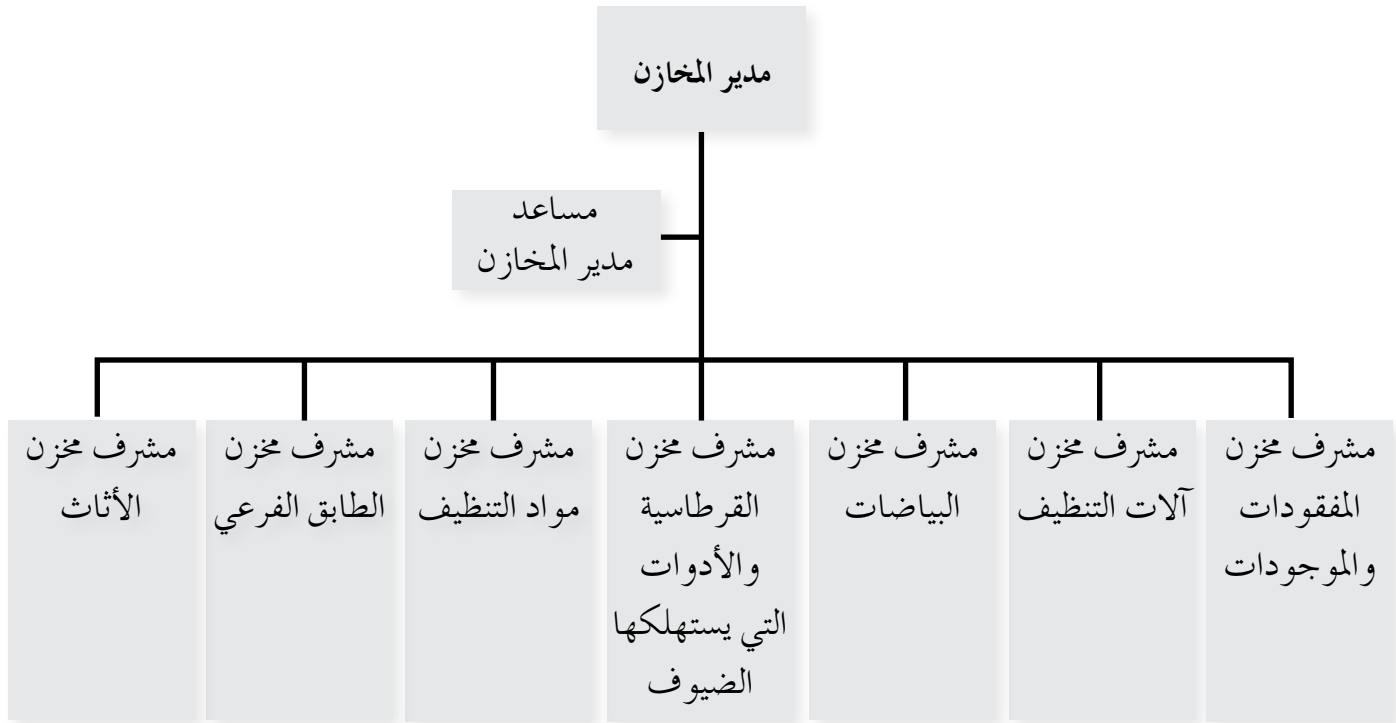 مدير المخازن
مساعد
مدير المخازن
مشرف مخزن
المفقودات
والموجودات
مشرف مخزن
آلات التنظيف
مشرف مخزن
البياضات
مشرف مخزن
القرطاسية
والأدوات
التي يستهلكها
الضيوف
مشرف مخزن
مواد التنظيف
مشرف مخزن
الطابق الفرعي
مشرف مخزن
الأثاث